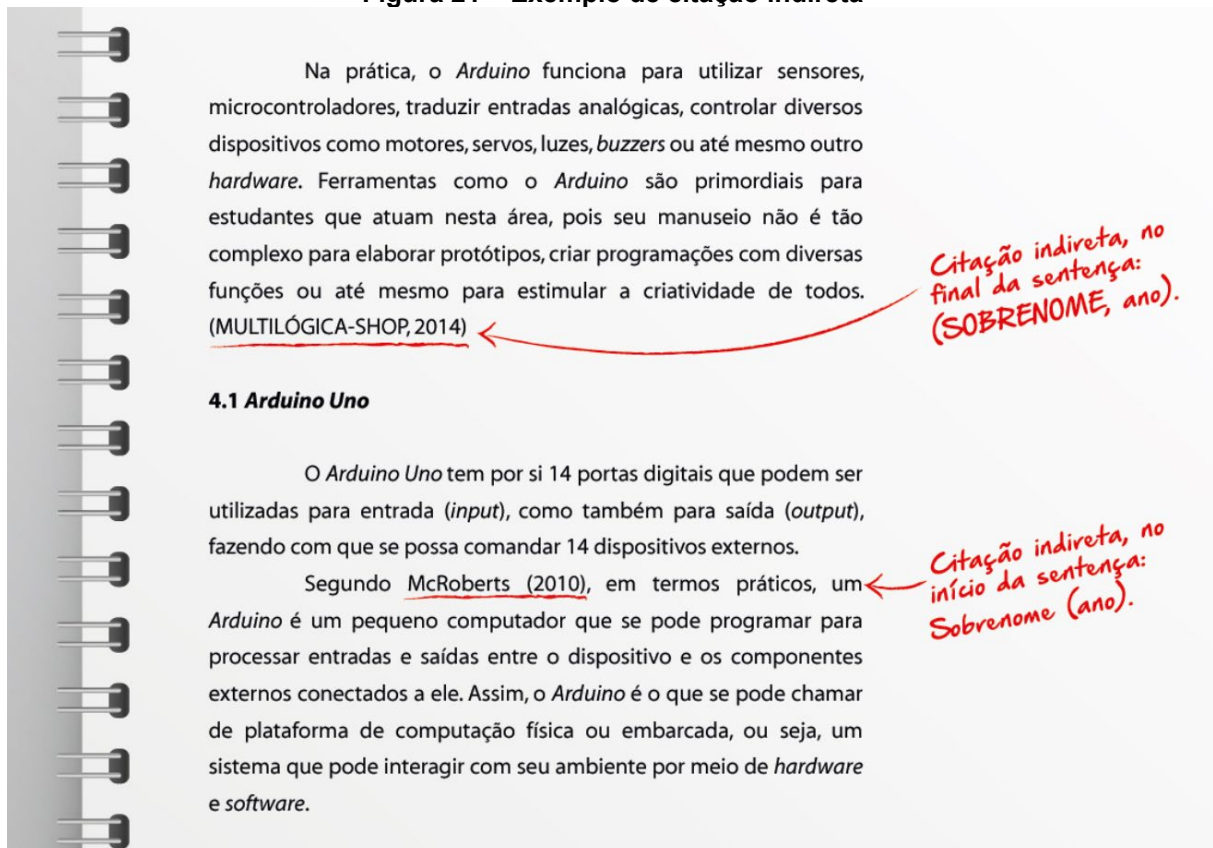 Figura 21 – Exemplo de citação indireta
Na prática, o Arduino funciona para utilizar sensores,
microcontroladores, traduzir entradas analógicas, controlar diversos
dispositivos como motores, servos, luzes, buzzers ou até mesmo outro
hardware. Ferramentas como o Arduino são primordiais para
estudantes que atuam nesta área, pois seu manuseio não é tão
complexo para elaborar protótipos, criar programações com diversas
funções ou até mesmo para estimular a criatividade de todos.
(MULTILÓGICA-SHOP, 2014)
Citação indireta, no
final da sentença:
(SOBRENOME, ano).
4.1 Arduino Uno
O Arduino Uno tem por si 14 portas digitais que podem ser
utilizadas para entrada (input), como também para saída (output),
fazendo com que se possa comandar 14 dispositivos externos.
Segundo McRoberts (2010), em termos práticos, um
Arduino é um pequeno computador que se pode programar para
processar entradas e saídas entre o dispositivo e os componentes
externos conectados a ele. Assim, o Arduino é o que se pode chamar
de plataforma de computação física ou embarcada, ou seja, um
sistema que pode interagir com seu ambiente por meio de hardware
e software.
Citação indireta, no
início da sentença:
Sobrenome (ano).